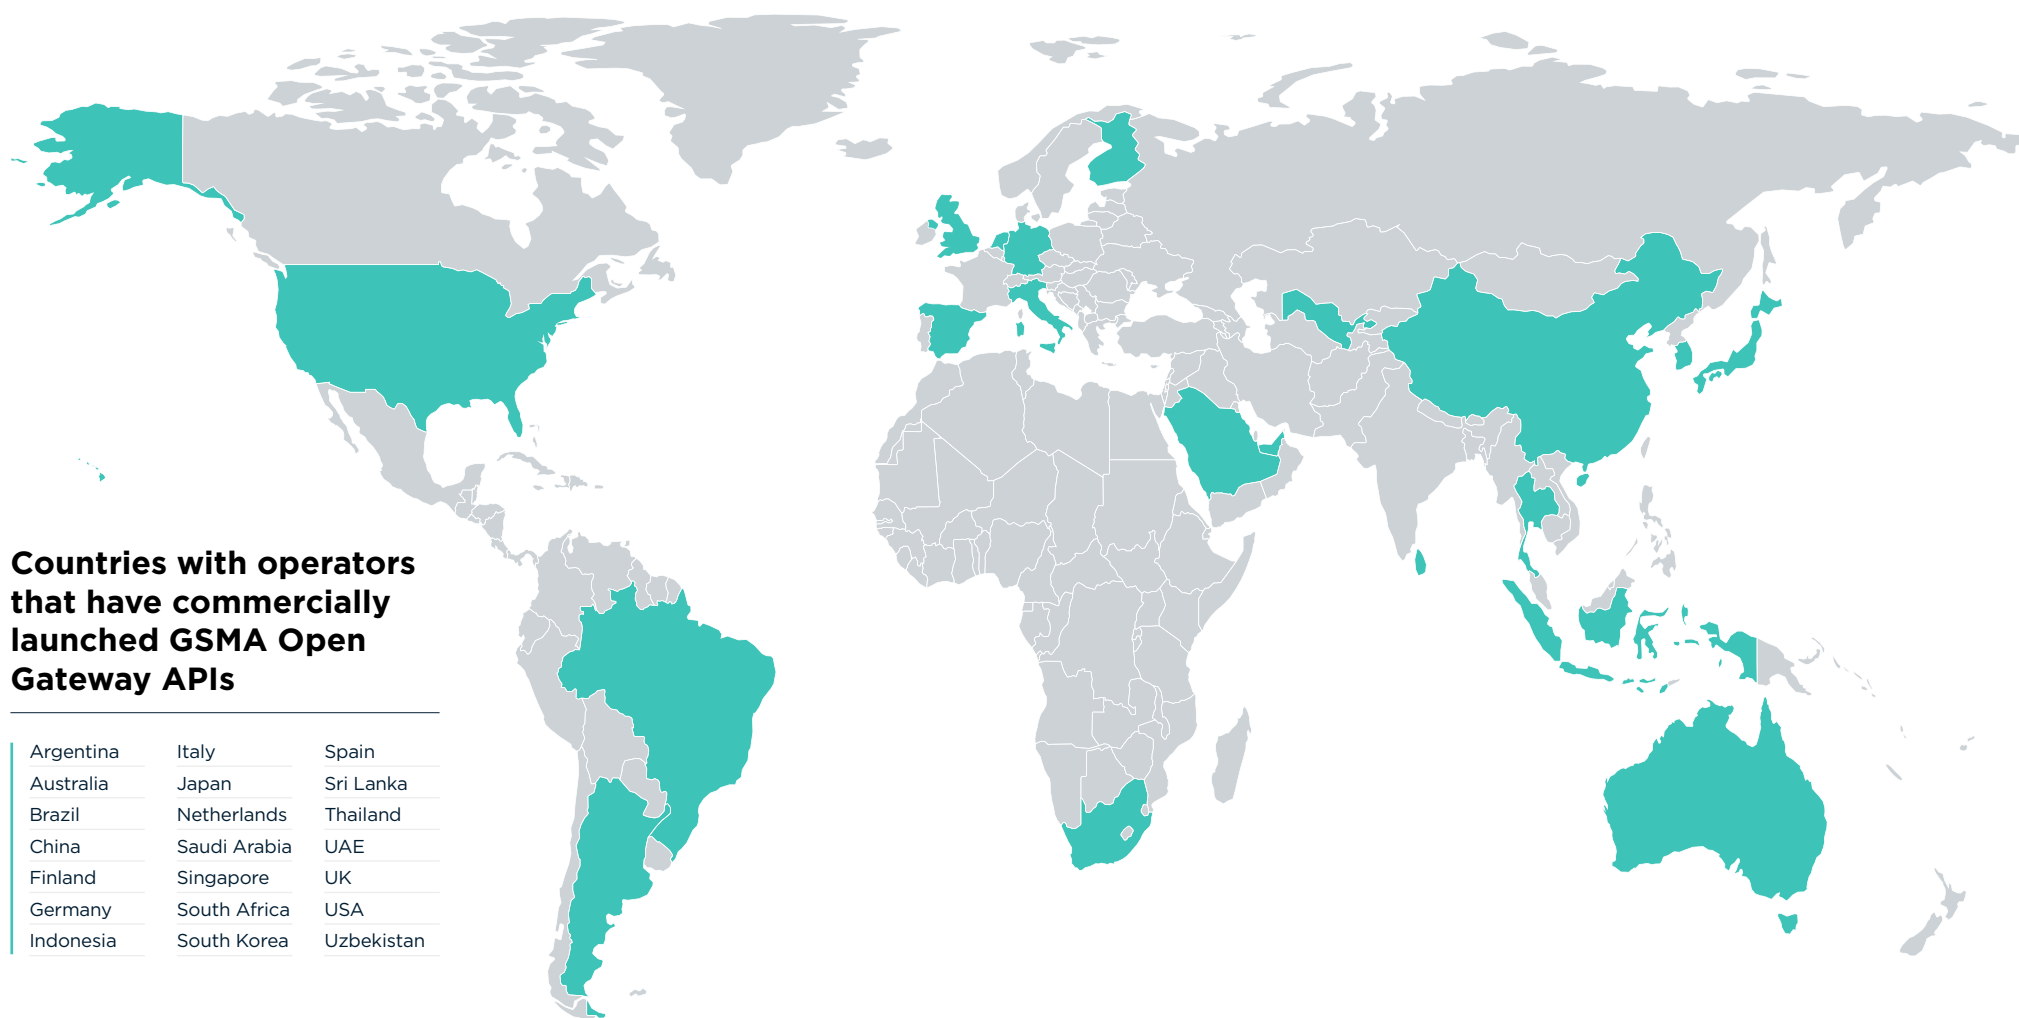 Countries with operators
that have commercially
launched GSMA Open
Gateway APIs
Argentina
Australia
Brazil
China
Finland
Germany
Indonesia
Italy
Japan
Netherlands
Saudi Arabia
Singapore
South Africa
South Korea
Spain
Sri Lanka
Thailand
UAE
UK
USA
Uzbekistan